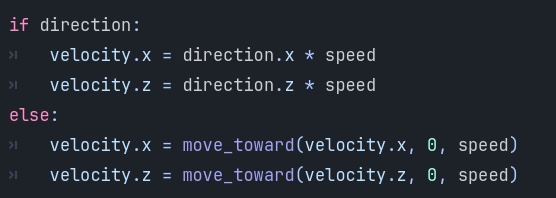 if direction:
    velocity.x = direction.x * speed
    velocity.z = direction.z * speed
else:
    velocity.x = move_toward(velocity.x, 0, speed)
    velocity.z = move_toward(velocity.z, 0, speed)